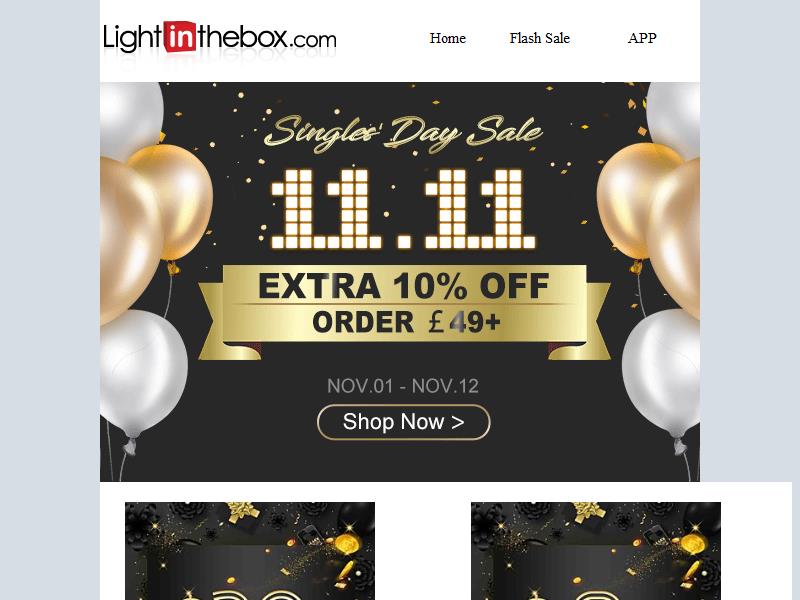 Lightinthebox.com
Home Flash Sale APP
Singles' Day Sale
11.11
EXTRA 10% OFF
ORDER £49+
NOV.01 - NOV.12
Shop Now >